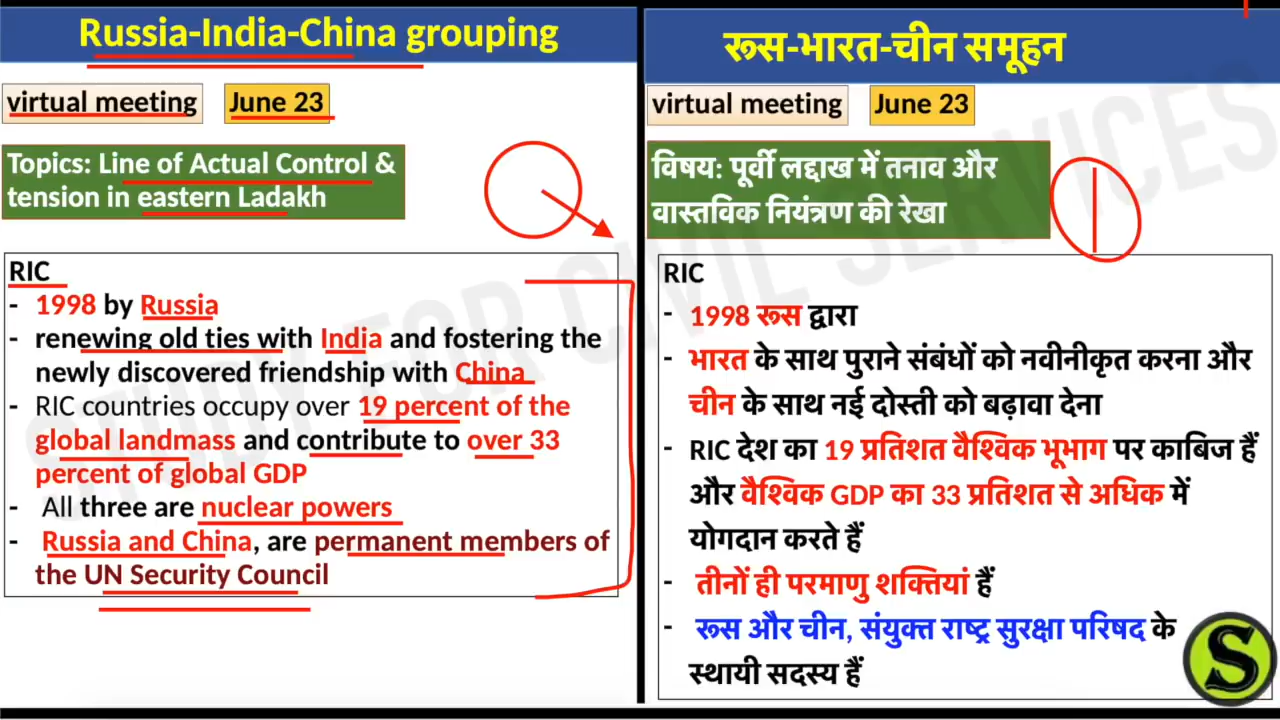 Russia-India-China grouping
virtual meeting
June 23
Topics: Line of Actual Control &
tension in eastern Ladakh
RIC
- 1998 by Russia
- renewing old ties with India and fostering the
newly discovered friendship with China
- RIC countries occupy over 19 percent of the
global landmass and contribute to over 33
percent of global GDP
- All three are nuclear powers
- Russia and China, are permanent members of
the UN Security Council
रूस-भारत-चीन समूहन
virtual meeting
June 23
विषय: पूर्वी लद्दाख में तनाव और
वास्तविक नियंत्रण की रेखा
RIC
- 1998 रूस द्वारा
- भारत के साथ पुराने संबंधों को नवीनीकृत करना और
चीन के साथ नई दोस्ती को बढ़ावा देना
- RIC देश का 19 प्रतिशत वैश्विक भूभाग पर काबिज हैं
और वैश्विक GDP का 33 प्रतिशत से अधिक में
योगदान करते हैं
- तीनों ही परमाणु शक्तियां हैं
- रूस और चीन, संयुक्त राष्ट्र सुरक्षा परिषद के
स्थायी सदस्य हैं
STUDY FOR CIVIL SERVICES
S